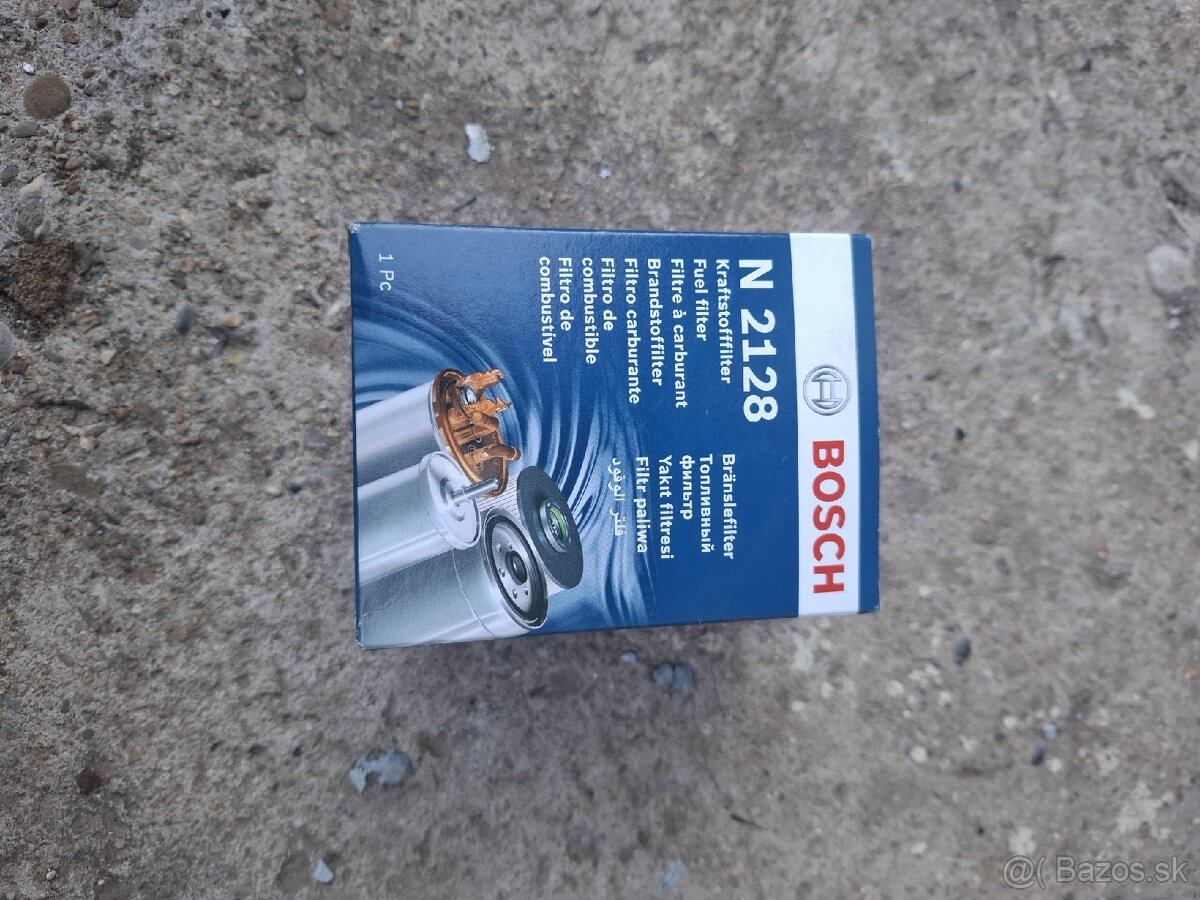 BOSCH
N 2128
Kraftstofffilter
Fuel filter
Filtre à carburant
Brandstoffilter
Filtro carburante
Filtro de
combustible
Filtro de
combustível
Bränslefilter
Топливный
фильтр
Yakıt filtresi
Filtr paliwa
فلتر الوقود
1 Pc
@( Bazos.sk